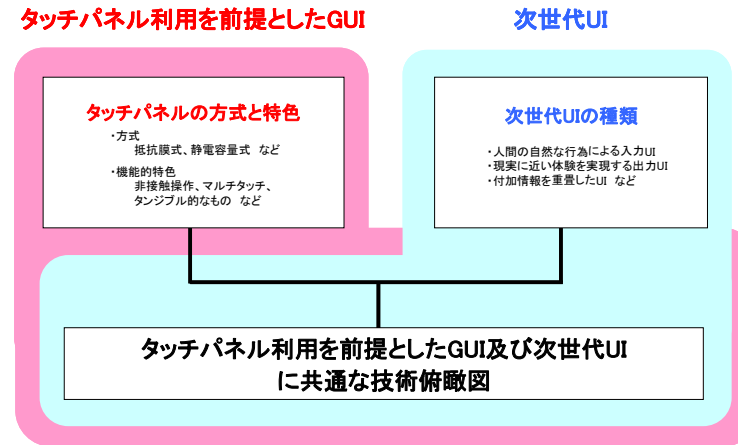 タッチパネル利用を前提としたGUI
次世代UI
タッチパネルの方式と特色
・方式
抵抗膜式、静電容量式 など
・機能的特色
非接触操作、マルチタッチ、
タンジブル的なもの など
次世代UIの種類
・人間の自然な行為による入力UI
・現実に近い体験を実現する出力UI
・付加情報を重畳したUI など
タッチパネル利用を前提としたGUI及び次世代UI
に共通な技術俯瞰図